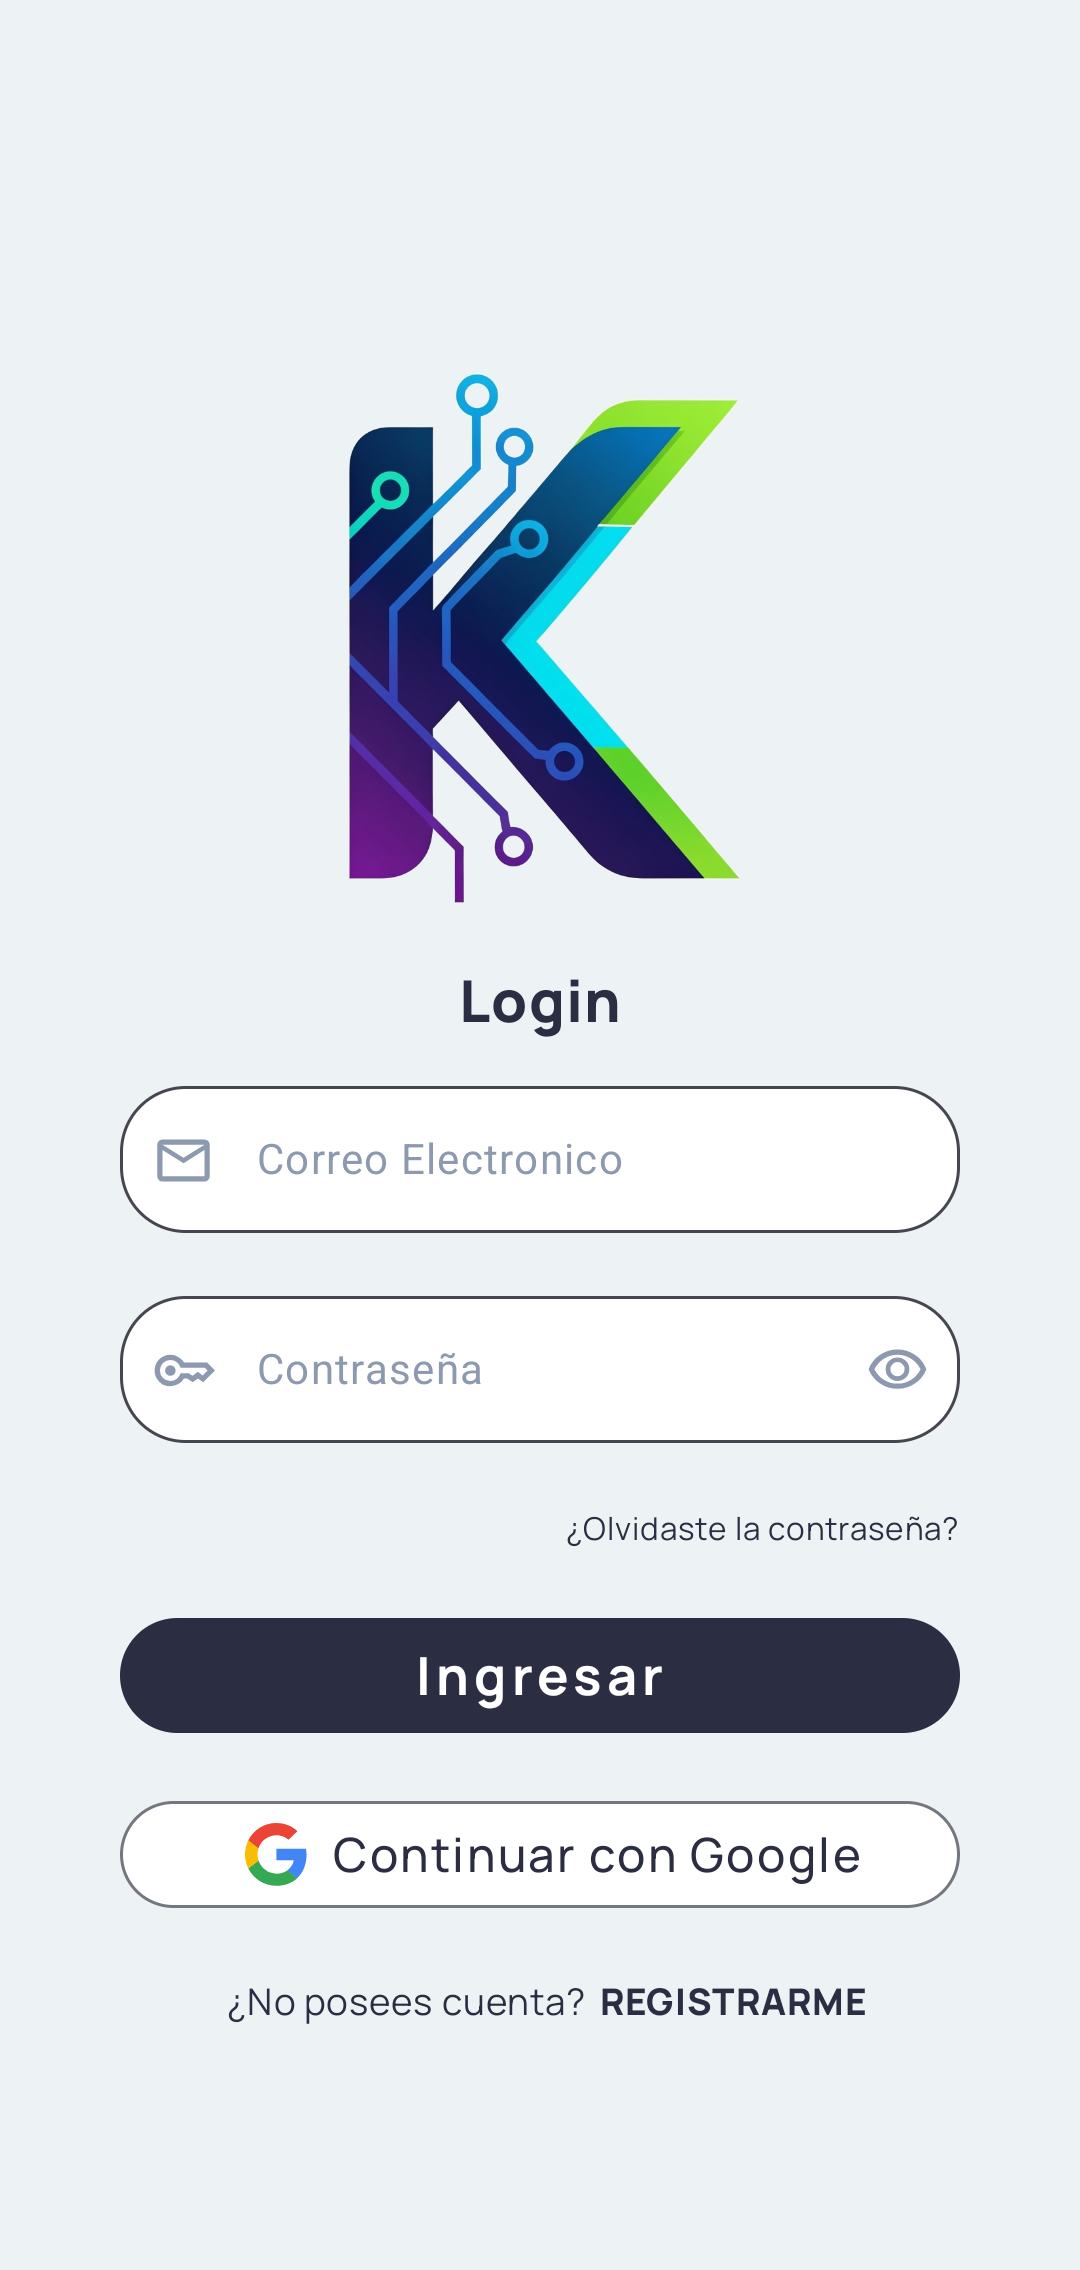 K
Login
Correo Electronico
Contraseña
¿Olvidaste la contraseña?
Ingresar
Continuar con Google
¿No posees cuenta? REGISTRARME